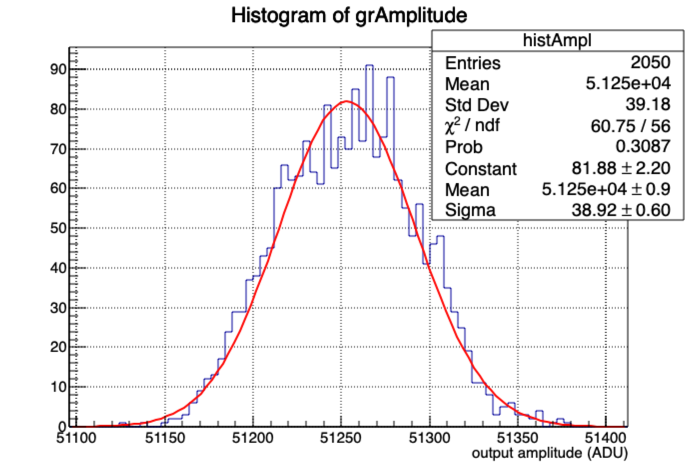 Histogram of grAmplitude
histAmpl
Entries 2050
Mean 5.125e+04
Std Dev 39.18
χ² / ndf 60.75 / 56
Prob 0.3087
Constant 81.88 ± 2.20
Mean 5.125e+04 ± 0.9
Sigma 38.92 ± 0.60
90
80
70
60
50
40
30
20
10
0
51100 51150 51200 51250 51300 51350 51400
output amplitude (ADU)